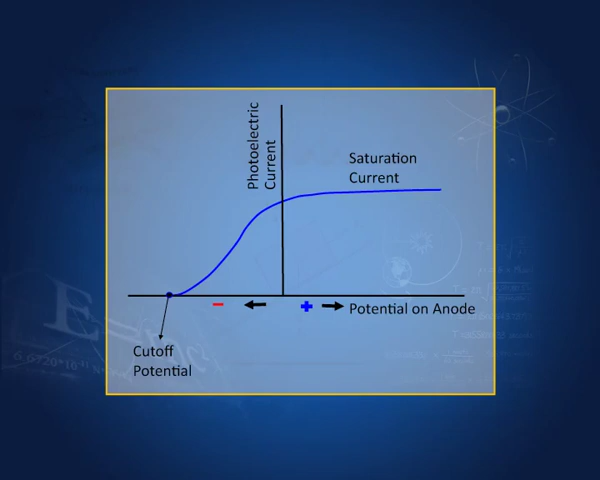 Photoelectric
Current
Saturation
Current
− +
Potential on Anode
Cutoff
Potential